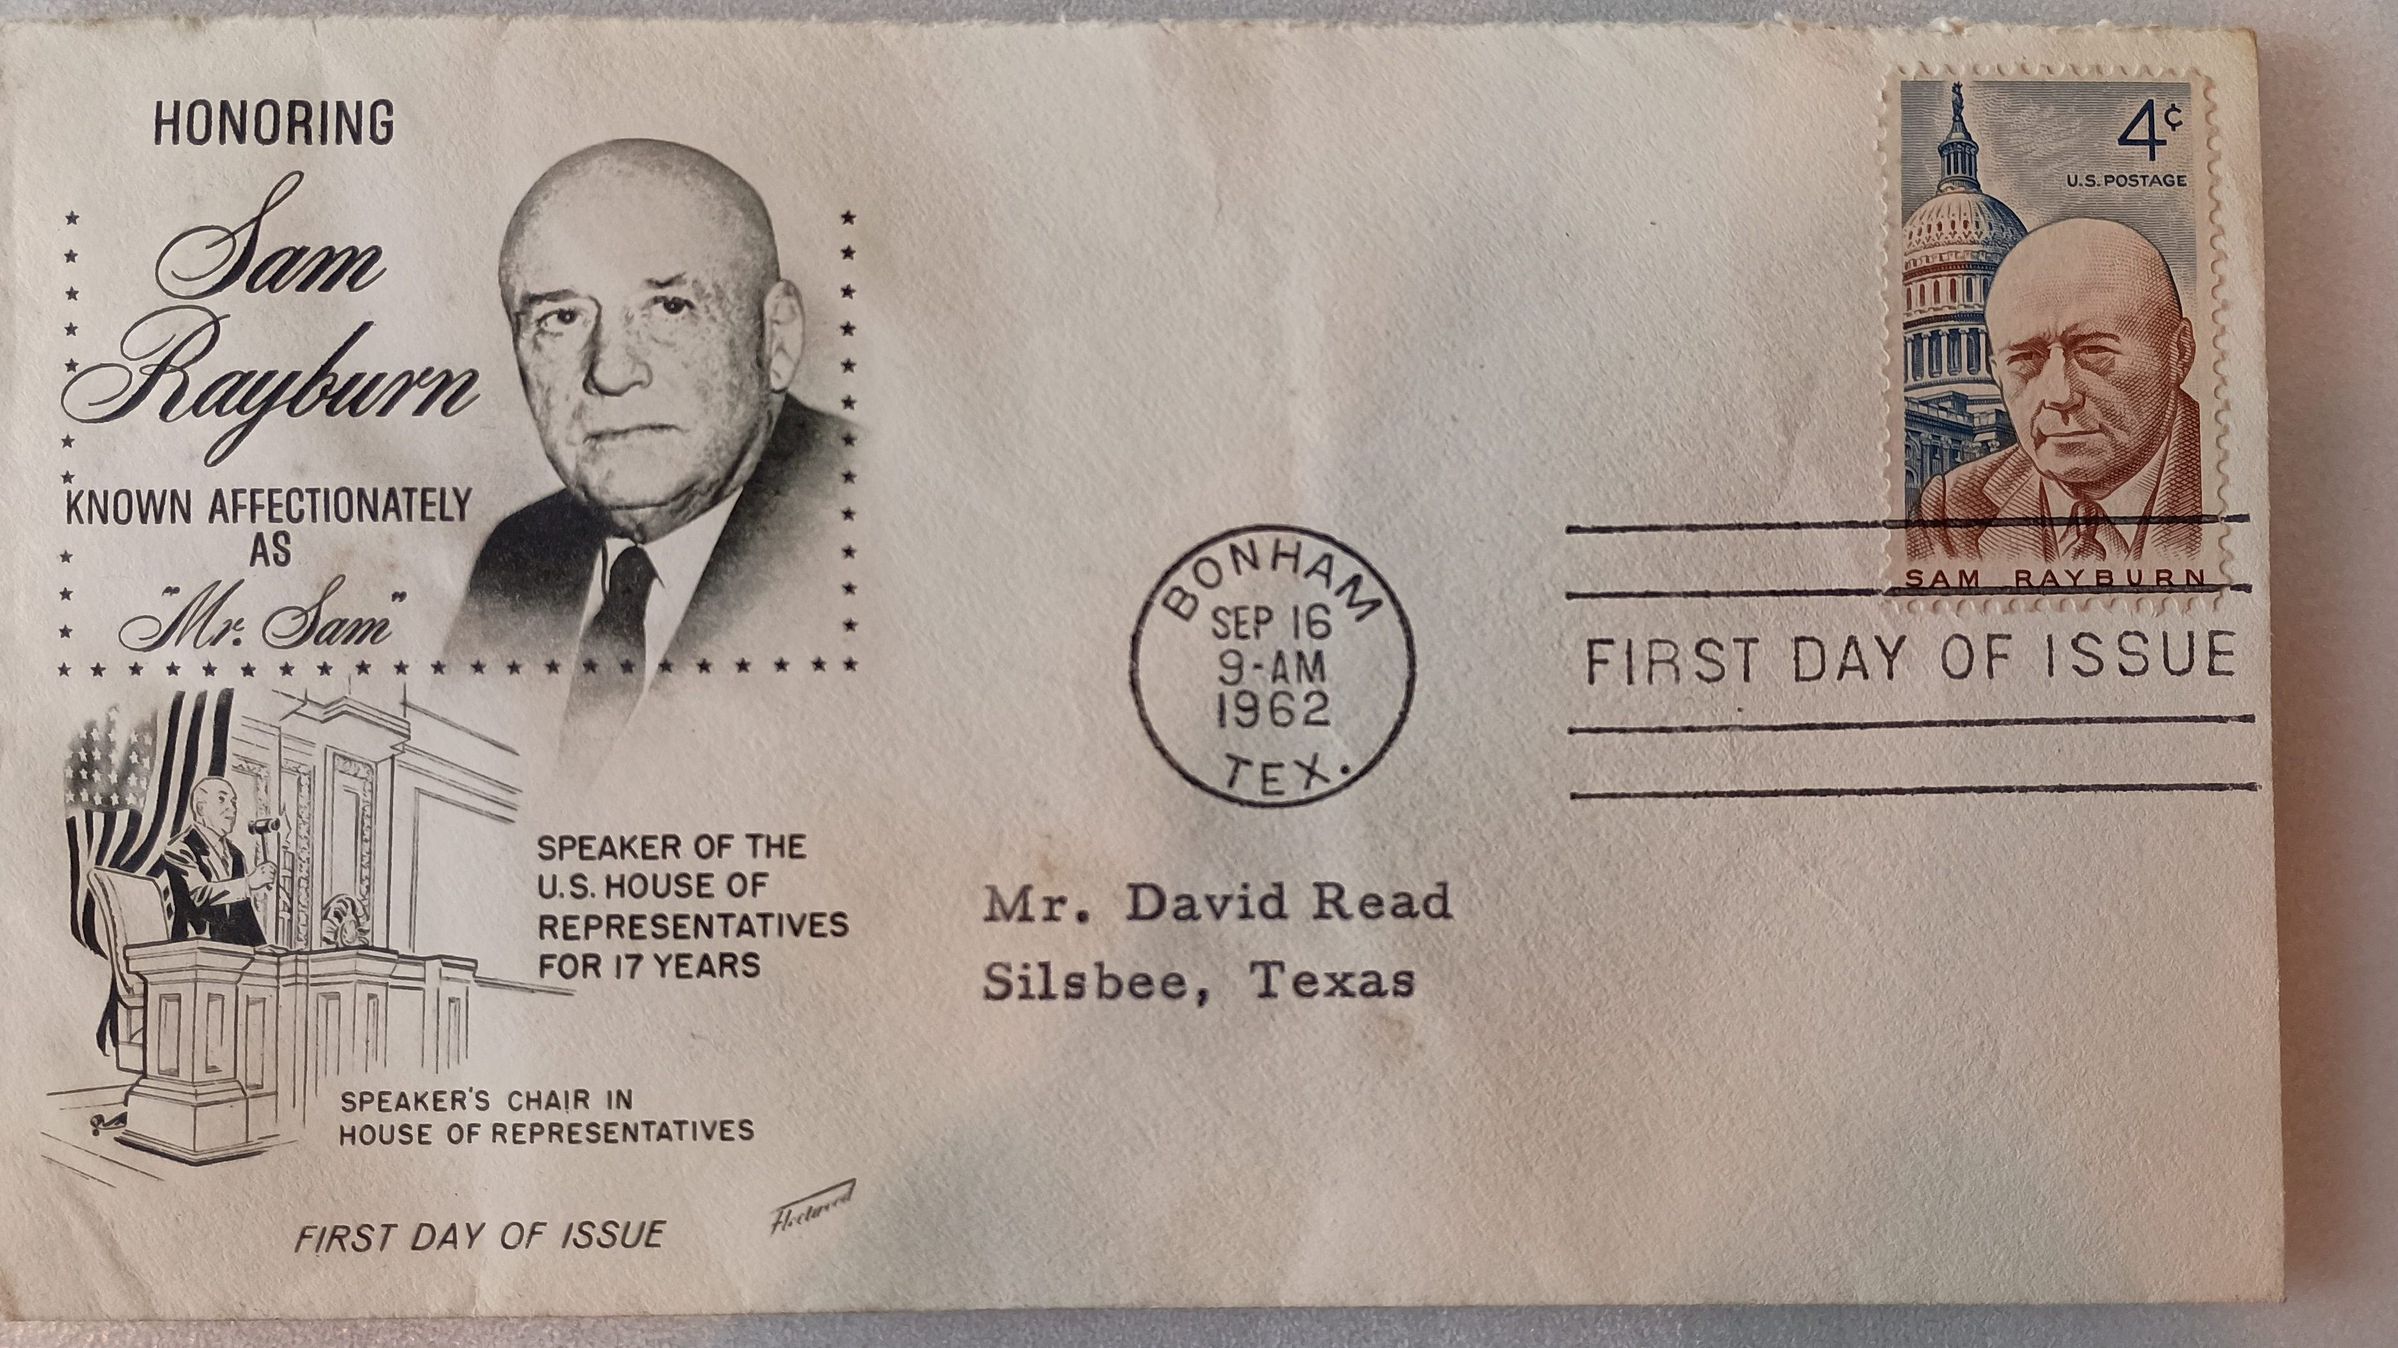 HONORING
Sam
Rayburn
KNOWN AFFECTIONATELY
AS
"Mr. Sam"
SPEAKER OF THE
U.S. HOUSE OF
REPRESENTATIVES
FOR 17 YEARS
SPEAKER'S CHAIR IN
HOUSE OF REPRESENTATIVES
FIRST DAY OF ISSUE
Fleetwood
BONHAM
SEP 16
9-AM
1962
TEX.
Mr. David Read
Silsbee, Texas
4¢
U.S. POSTAGE
SAM RAYBURN
FIRST DAY OF ISSUE